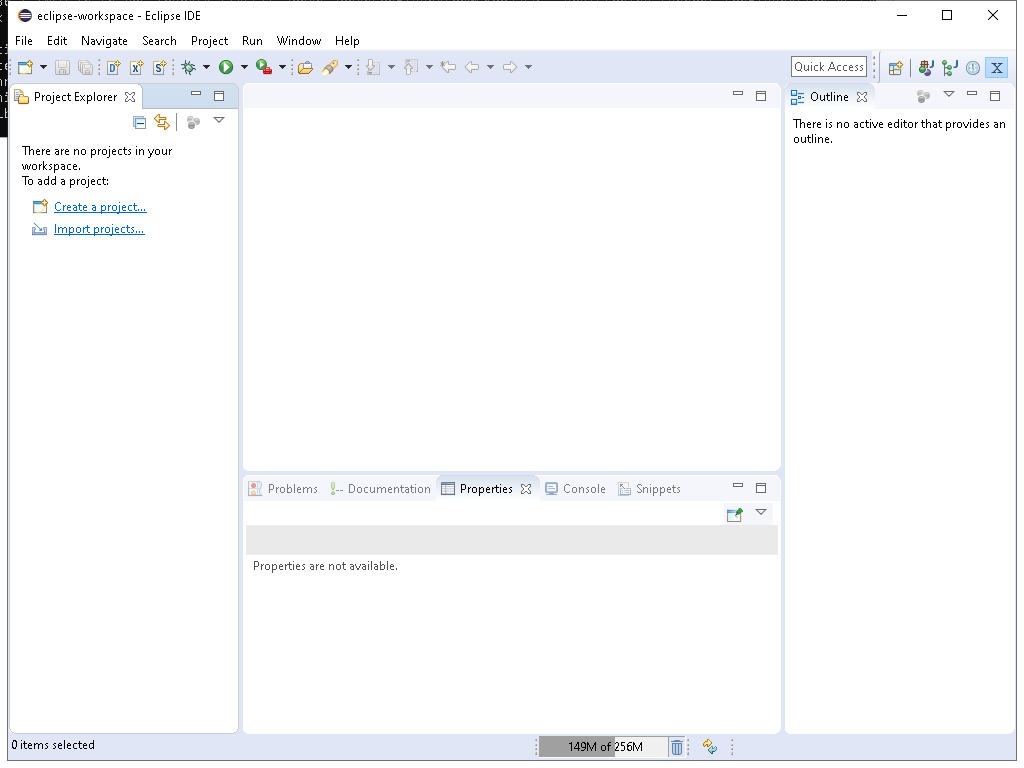 eclipse-workspace - Eclipse IDE
File Edit Navigate Search Project Run Window Help
Quick Access
Project Explorer
Outline
There are no projects in your
workspace.
To add a project:
Create a project...
Import projects...
There is no active editor that provides an
outline.
Problems Documentation Properties Console Snippets
Properties are not available.
0 items selected
149M of 256M